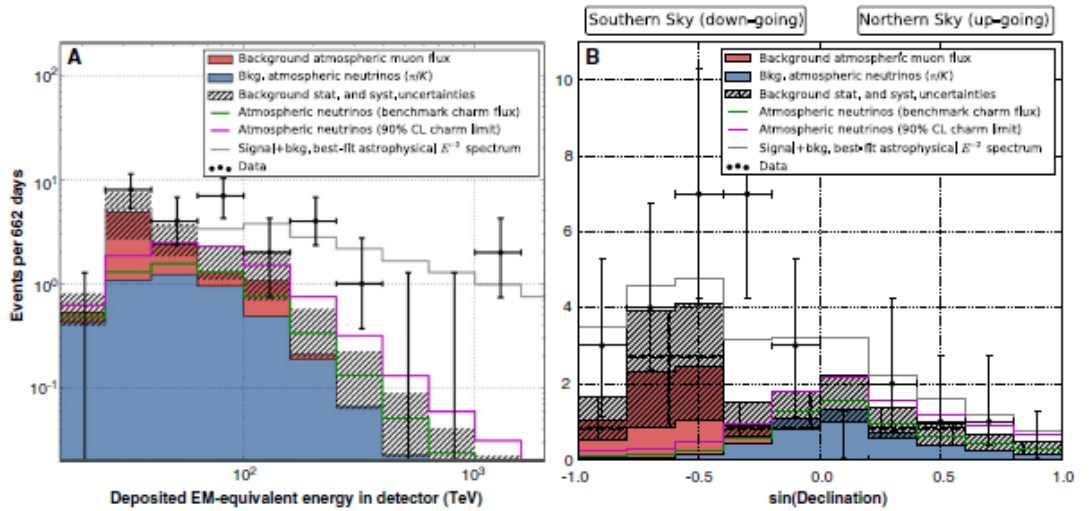 Southern Sky (down-going)
Northern Sky (up-going)
A
Background atmospheric muon flux
Bkg. atmospheric neutrinos (π/K)
Background stat. and syst. uncertainties
Atmospheric neutrinos (benchmark charm flux)
Atmospheric neutrinos (90% CL charm limit)
Signal+bkg. best-fit astrophysical E⁻² spectrum
Data
10²
10¹
10⁰
10⁻¹
Events per 662 days
10²
10³
Deposited EM-equivalent energy in detector (TeV)
B
Background atmospheric muon flux
Bkg. atmospheric neutrinos (π/K)
Background stat. and syst. uncertainties
Atmospheric neutrinos (benchmark charm flux)
Atmospheric neutrinos (90% CL charm limit)
Signal+bkg. best-fit astrophysical E⁻² spectrum
Data
10
8
6
4
2
0
-1.0
-0.5
0.0
0.5
1.0
sin(Declination)